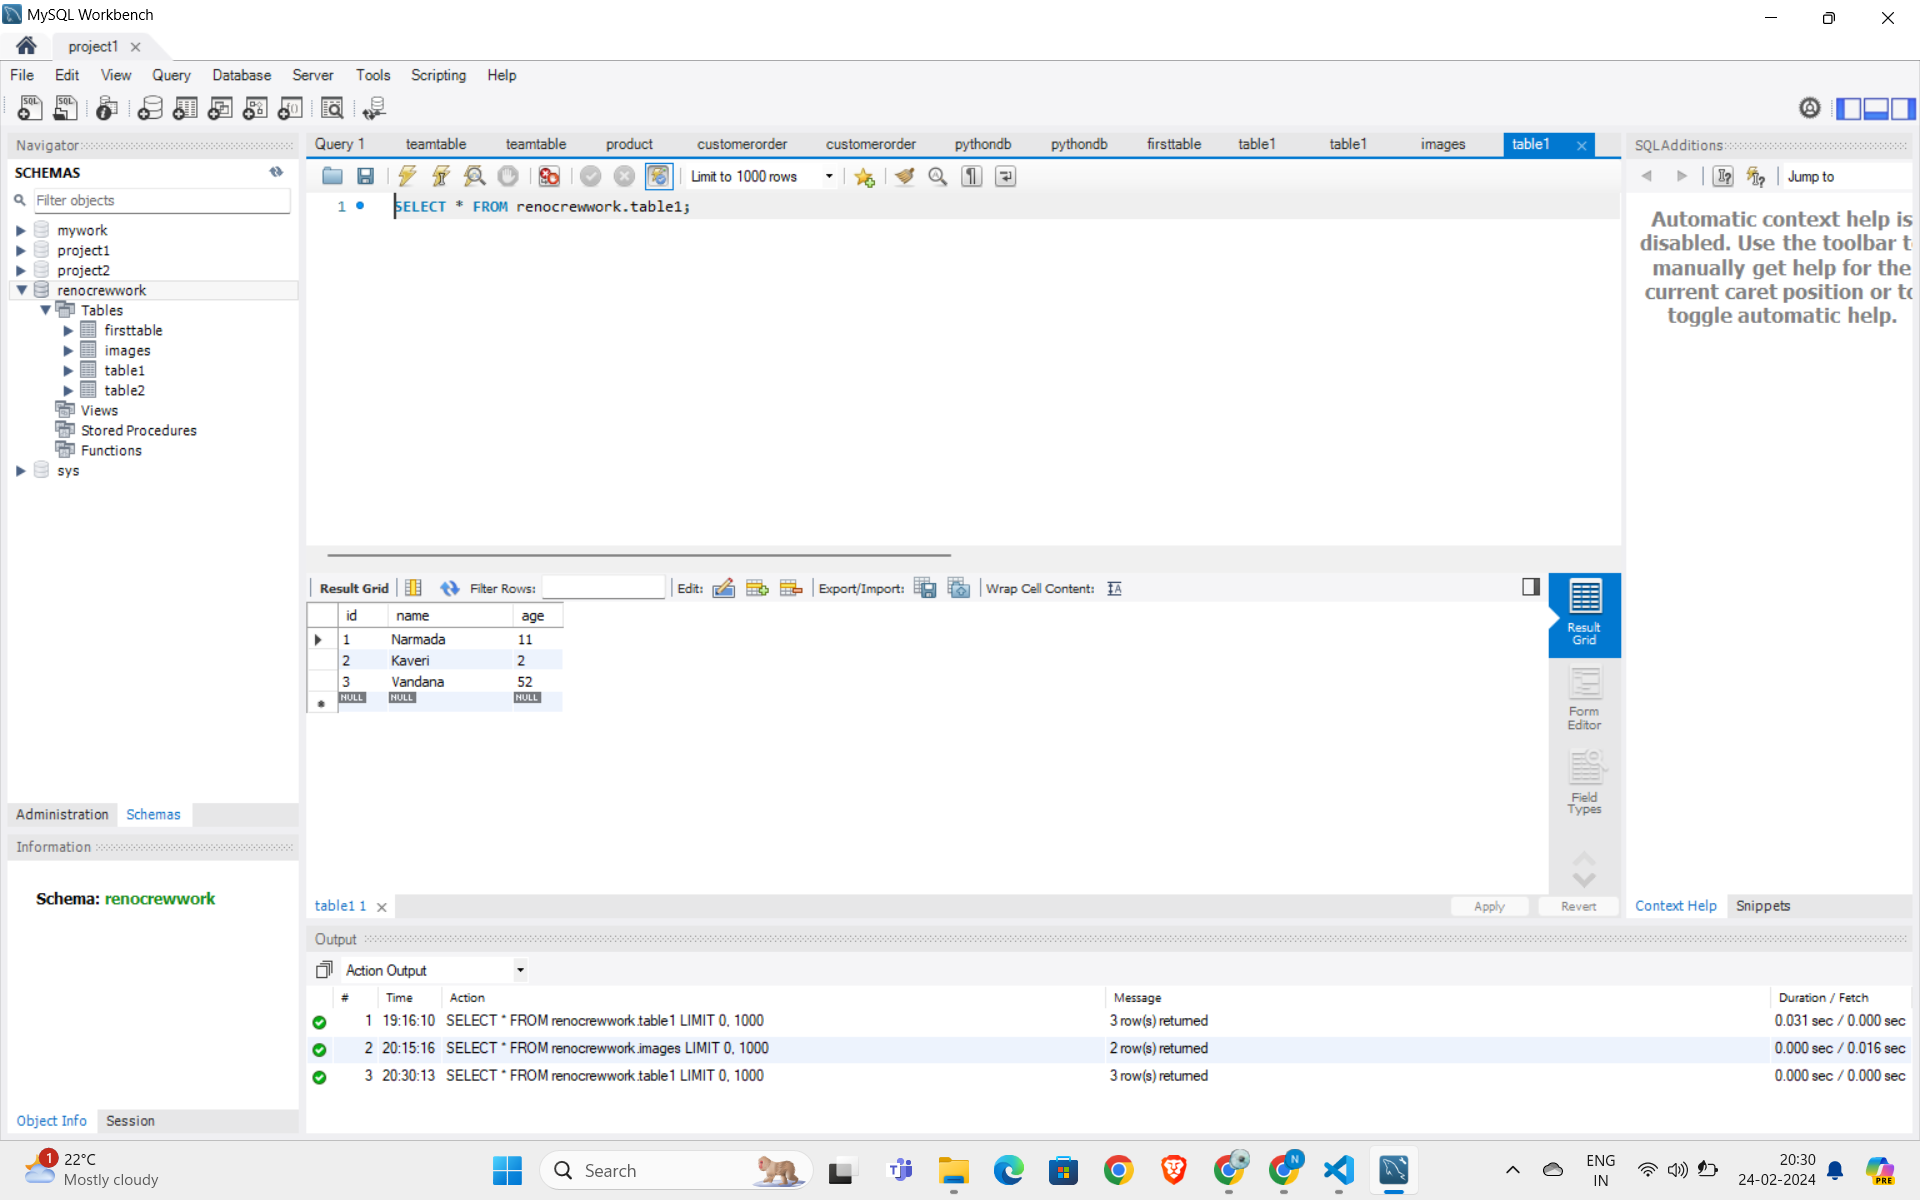 MySQL Workbench
project1
File Edit View Query Database Server Tools Scripting Help
Navigator
SCHEMAS
Filter objects
mywork
project1
project2
renocrewwork
Tables
firsttable
images
table1
table2
Views
Stored Procedures
Functions
sys
Administration Schemas
Information
Schema: renocrewwork
Object Info Session
Query 1 teamtable teamtable product customerorder customerorder pythondb pythondb firsttable table1 table1 images table1
Limit to 1000 rows
1 SELECT * FROM renocrewwork.table1;
Result Grid Filter Rows: Edit: Export/Import: Wrap Cell Content:
id name age
1 Narmada 11
2 Kaveri 2
3 Vandana 52
NULL NULL NULL
Result
Grid
Form
Editor
Field
Types
table1 1
Apply Revert
SQLAdditions
Jump to
Automatic context help is
disabled. Use the toolbar t
manually get help for the
current caret position or to
toggle automatic help.
Context Help Snippets
Output
Action Output
# Time Action Message Duration / Fetch
1 19:16:10 SELECT * FROM renocrewwork.table1 LIMIT 0, 1000 3 row(s) returned 0.031 sec / 0.000 sec
2 20:15:16 SELECT * FROM renocrewwork.images LIMIT 0, 1000 2 row(s) returned 0.000 sec / 0.016 sec
3 20:30:13 SELECT * FROM renocrewwork.table1 LIMIT 0, 1000 3 row(s) returned 0.000 sec / 0.000 sec
1
22°C
Mostly cloudy
Search
N
ENG
IN
20:30
24-02-2024
PRE